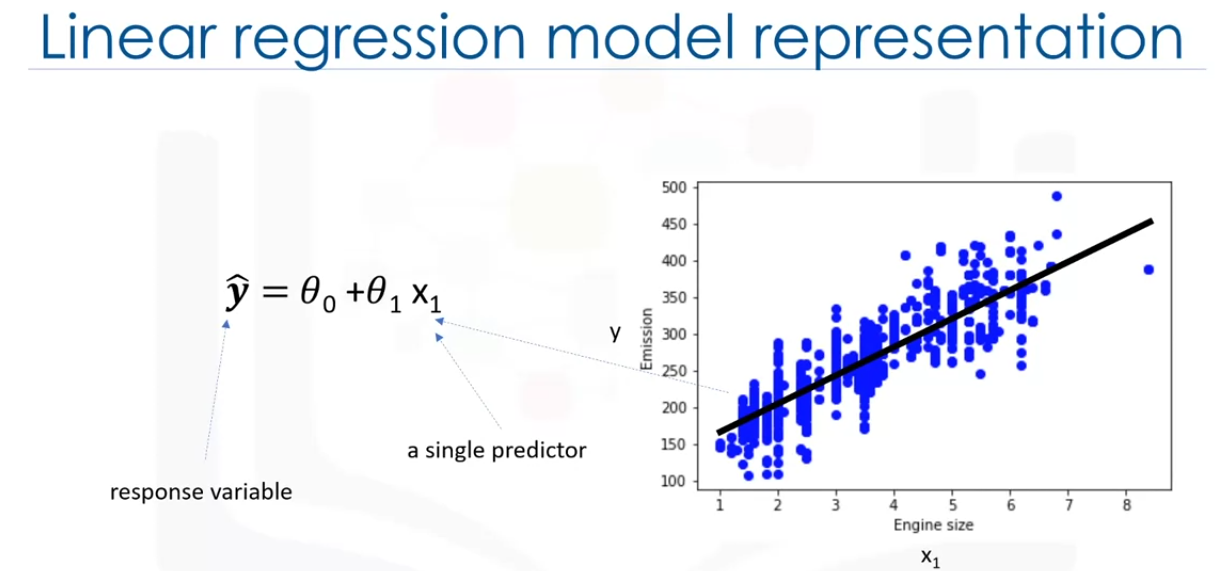 Linear regression model representation
ŷ = θ₀ +θ₁ x₁
response variable
a single predictor
y
Emission
500
450
400
350
300
250
200
150
100
1 2 3 4 5 6 7 8
Engine size
x₁